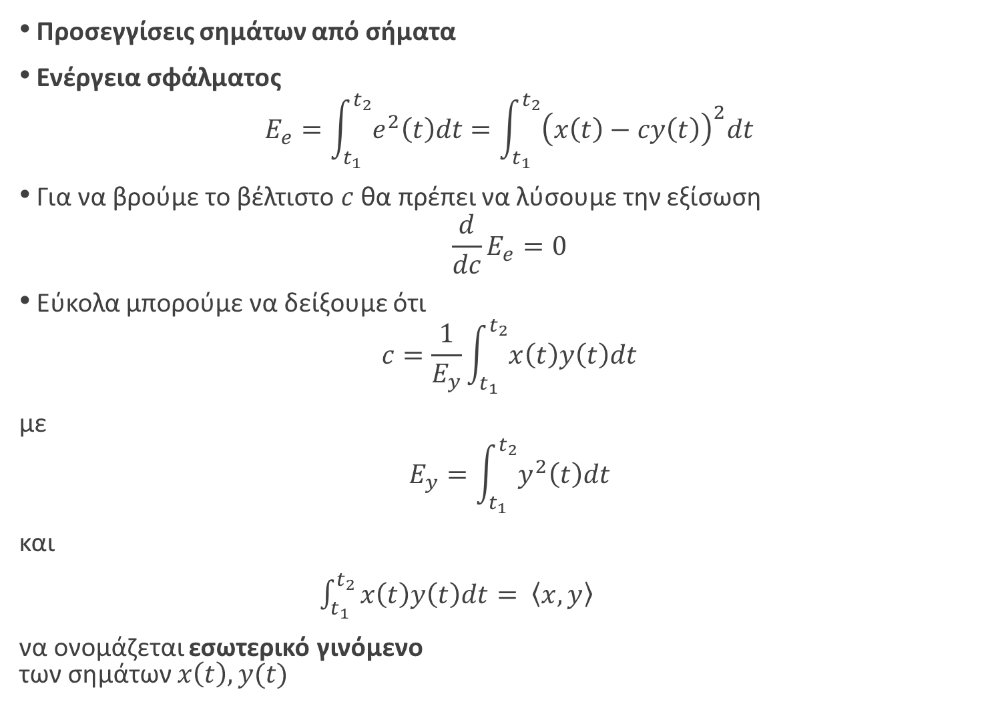 • Προσεγγίσεις σημάτων από σήματα
• Ενέργεια σφάλματος
$E_e = \int_{t_1}^{t_2} e^2(t)dt = \int_{t_1}^{t_2} \left(x(t) - cy(t)\right)^2 dt$
• Για να βρούμε το βέλτιστο $c$ θα πρέπει να λύσουμε την εξίσωση
$\frac{d}{dc} E_e = 0$
• Εύκολα μπορούμε να δείξουμε ότι
$c = \frac{1}{E_y} \int_{t_1}^{t_2} x(t)y(t)dt$
με
$E_y = \int_{t_1}^{t_2} y^2(t)dt$
και
$\int_{t_1}^{t_2} x(t)y(t)dt = \langle x, y \rangle$
να ονομάζεται εσωτερικό γινόμενο
των σημάτων $x(t), y(t)$